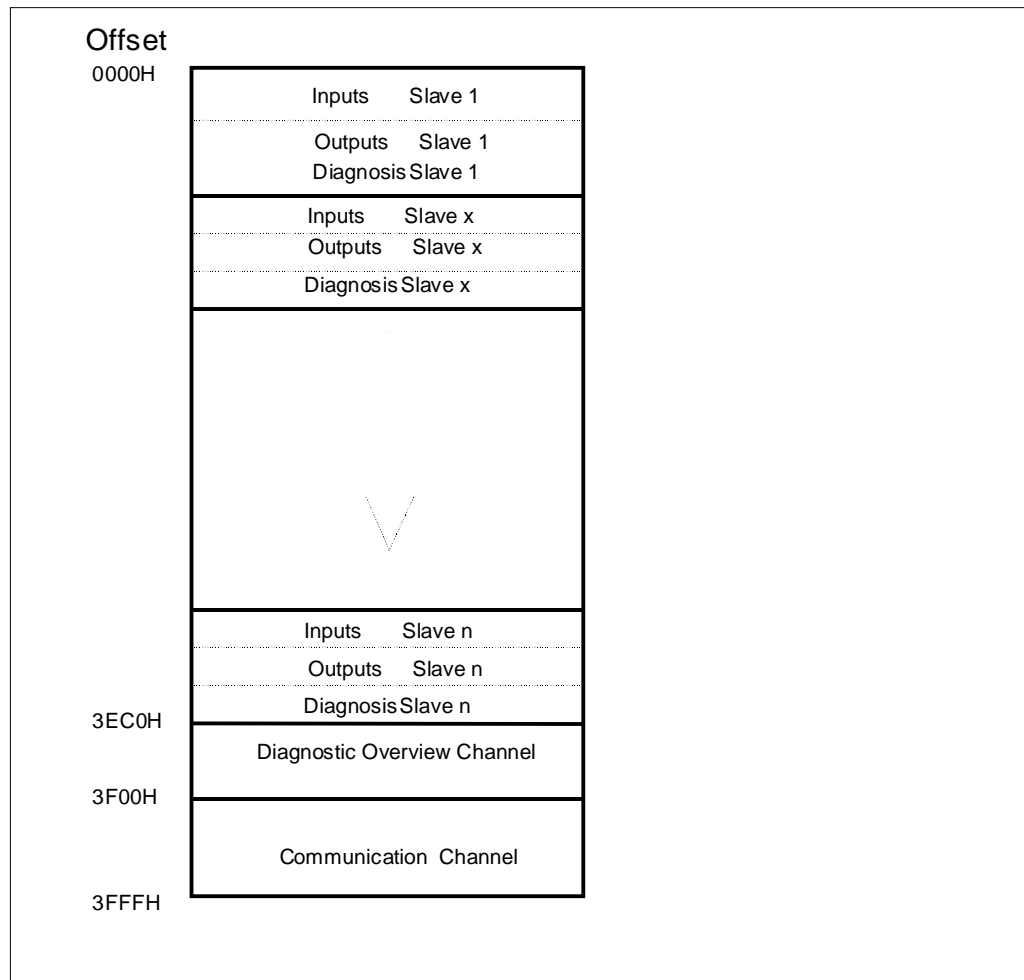 Offset
0000H
Inputs Slave 1
Outputs Slave 1
Diagnosis Slave 1
Inputs Slave x
Outputs Slave x
Diagnosis Slave x
Inputs Slave n
Outputs Slave n
Diagnosis Slave n
3EC0H
Diagnostic Overview Channel
3F00H
Communication Channel
3FFFH